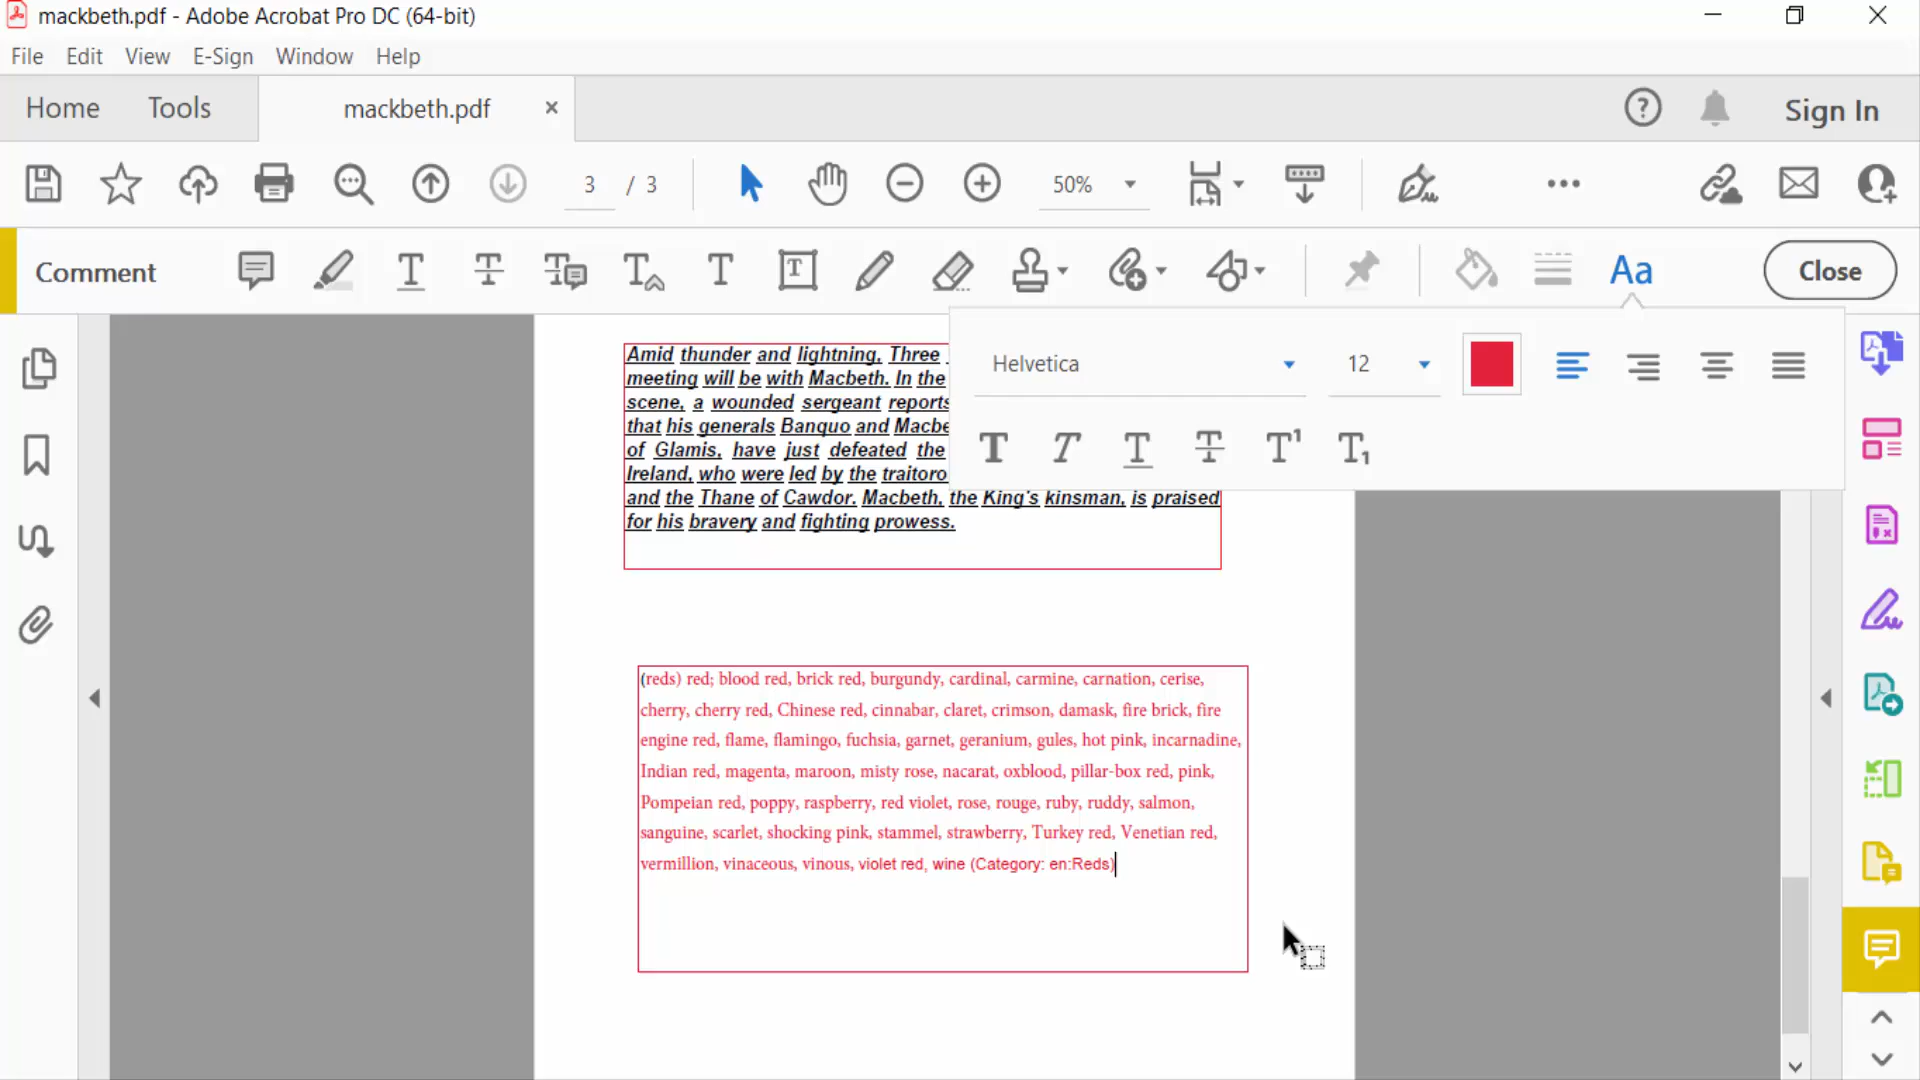 mackbeth.pdf - Adobe Acrobat Pro DC (64-bit)
File Edit View E-Sign Window Help
Home Tools mackbeth.pdf × Sign In
3 / 3 50%
Comment Aa Close
Helvetica 12
Amid thunder and lightning, Three
meeting will be with Macbeth. In the
scene, a wounded sergeant reports
that his generals Banquo and
of Glamis, have just defeated the
Ireland, who were led by the
and the Thane of Cawdor. Macbeth, the King's kinsman, is praised
for his bravery and fighting prowess.
(reds) red; blood red, brick red, burgundy, cardinal, carmine, carnation, cerise,
cherry, cherry red, Chinese red, cinnabar, claret, crimson, damask, fire brick, fire
engine red, flame, flamingo, fuchsia, garnet, geranium, gules, hot pink, incarnadine,
Indian red, magenta, maroon, misty rose, nacarat, oxblood, pillar-box red, pink,
Pompeian red, poppy, raspberry, red violet, rose, rouge, ruby, ruddy, salmon,
sanguine, scarlet, shocking pink, stammel, strawberry, Turkey red, Venetian red,
vermillion, vinaceous, vinous, violet red, wine (Category: en:Reds)